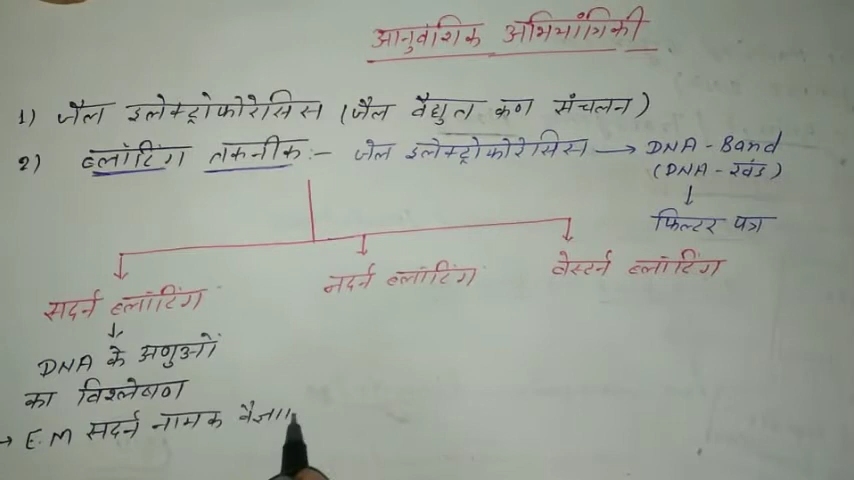 आनुवंशिक अभियांत्रिकी
1) जैल इलेक्ट्रोफोरेसिस (जैल वैद्युत कण संचलन)
2) ब्लॉटिंग तकनीक:- जेल इलेक्ट्रोफोरेसिस → DNA - Band
(DNA - खंड)
↓
फिल्टर पत्र
सदर्न ब्लॉटिंग नदर्न ब्लॉटिंग वेस्टर्न ब्लॉटिंग
↓
DNA के अणुओं
का विश्लेषण
→ E.M सदर्न नामक